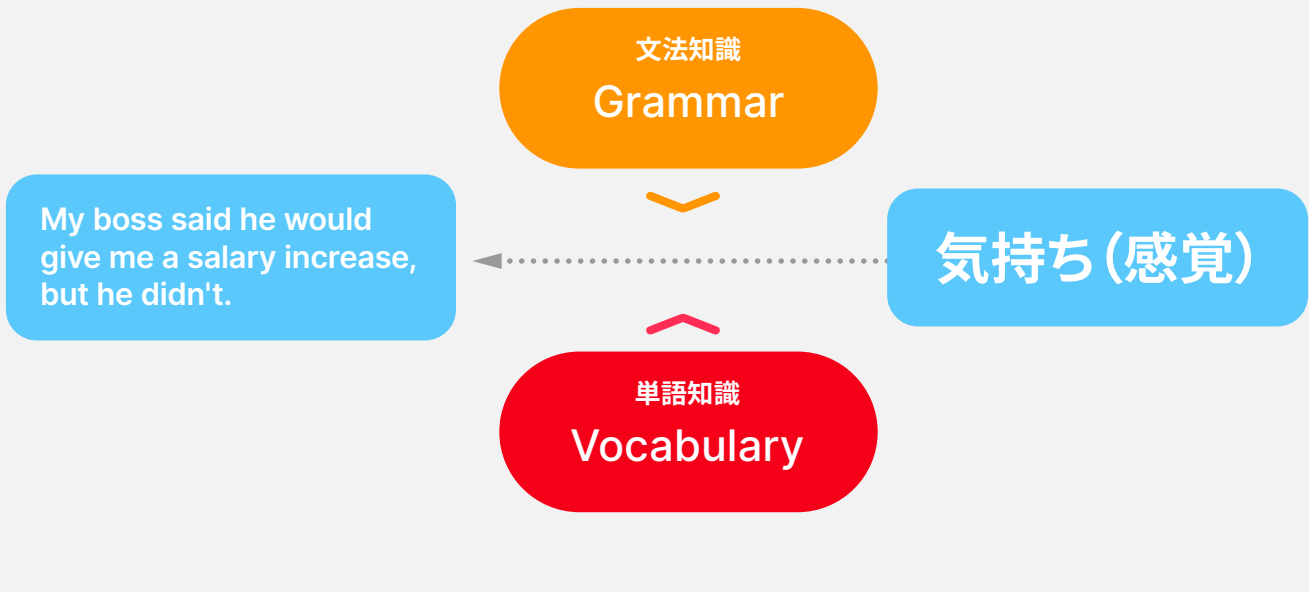 文法知識
Grammar
My boss said he would
give me a salary increase,
but he didn't.
気持ち（感覚）
単語知識
Vocabulary